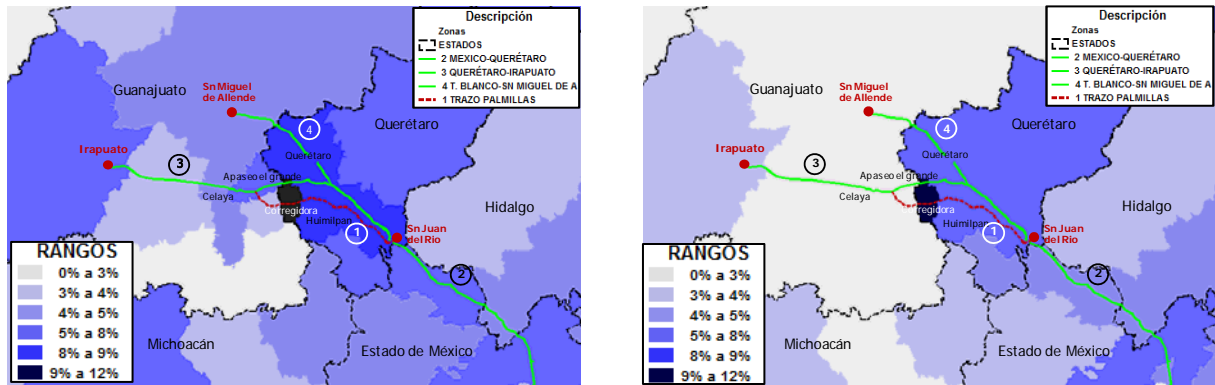 Descripción
Zonas
ESTADOS
2 MEXICO-QUERÉTARO
3 QUERÉTARO-IRAPUATO
4 T. BLANCO-SN MIGUEL DE A
1 TRAZO PALMILLAS
Guanajuato
Sn Miguel
de Allende
4
Querétaro
Irapuato
3
Querétaro
Apaseo el grande
Celaya
Corregidora
Hidalgo
Huimilpan
1
Sn Juan
del Rio
2
RANGOS
0% a 3%
3% a 4%
4% a 5%
5% a 8%
8% a 9%
9% a 12%
Michoacán
Estado de México
Descripción
Zonas
ESTADOS
2 MEXICO-QUERÉTARO
3 QUERÉTARO-IRAPUATO
4 T. BLANCO-SN MIGUEL DE A
1 TRAZO PALMILLAS
Guanajuato
Sn Miguel
de Allende
4
Querétaro
Irapuato
3
Querétaro
Apaseo el grande
Celaya
Corregidora
Hidalgo
Huimilpan
1
Sn Juan
del Rio
2
RANGOS
0% a 3%
3% a 4%
4% a 5%
5% a 8%
8% a 9%
9% a 12%
Michoacán
Estado de México